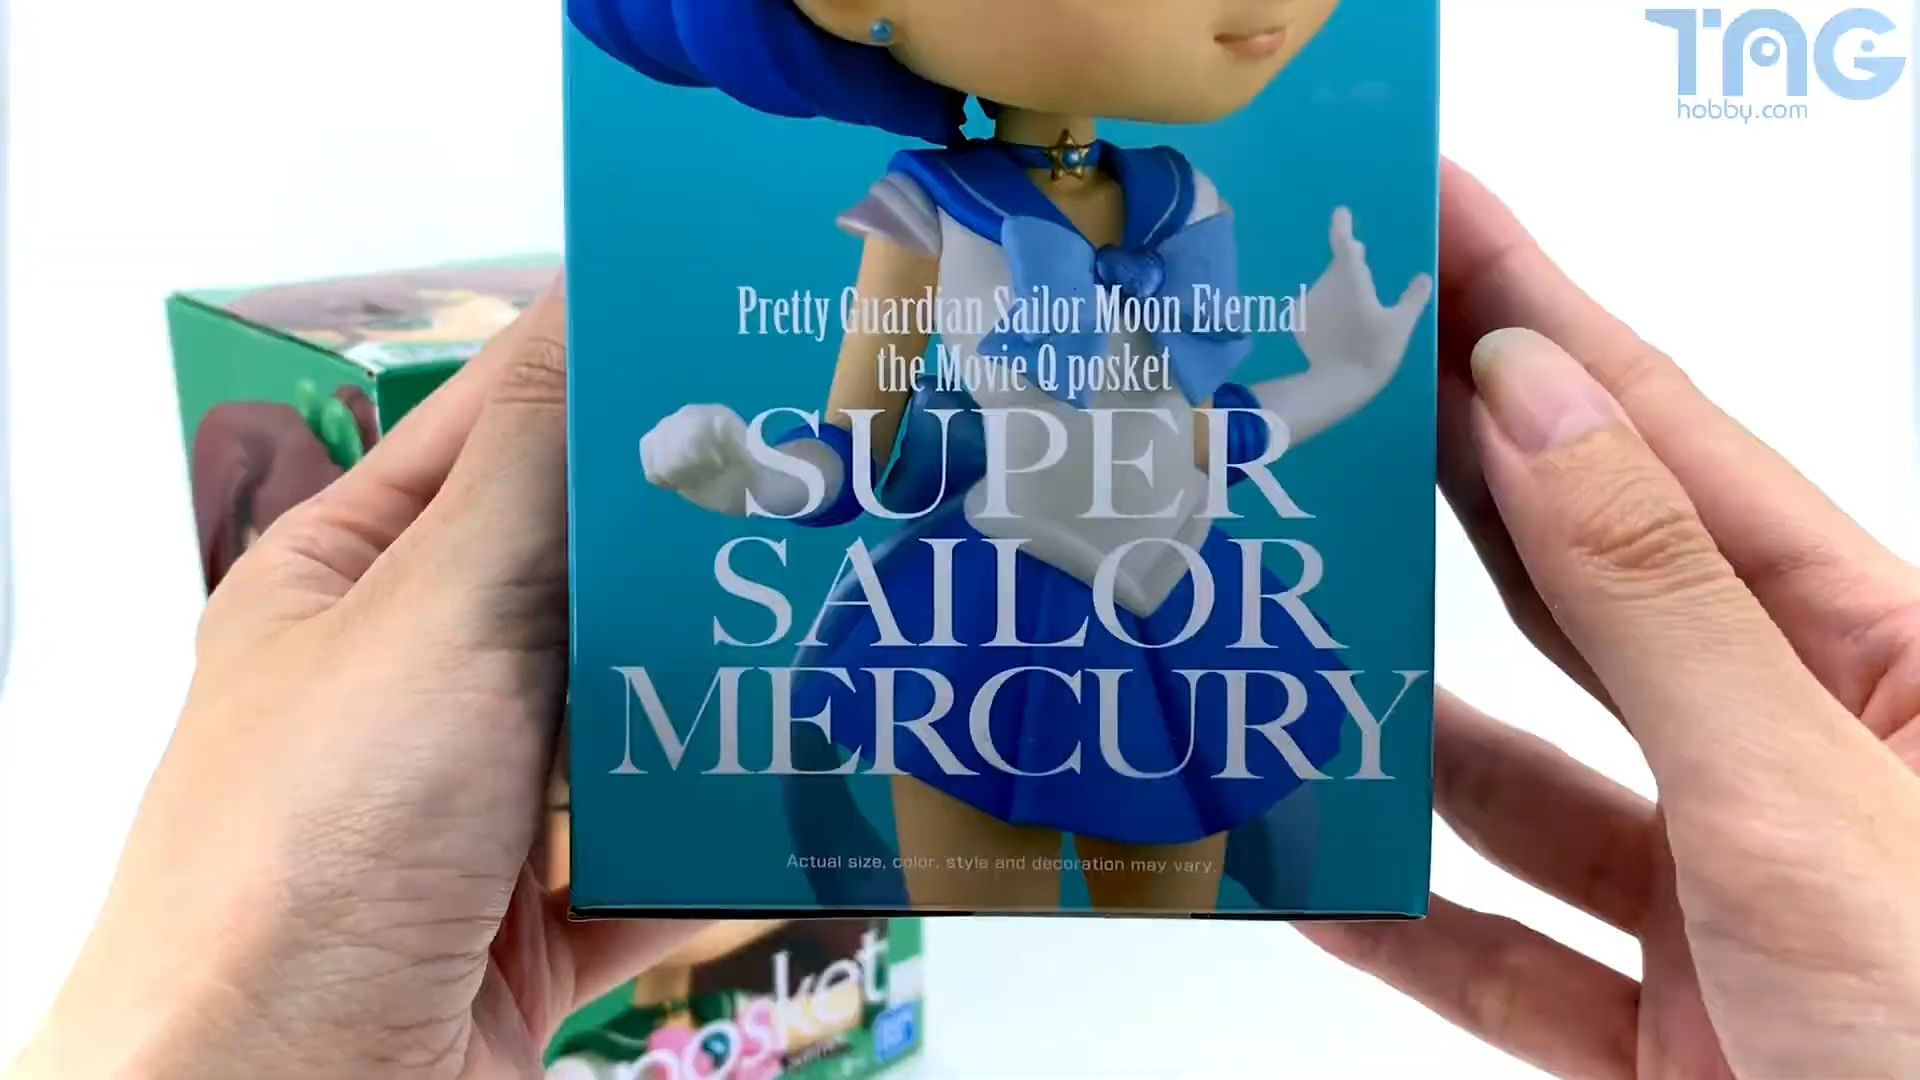 TAG
hobby.com
Pretty Guardian Sailor Moon Eternal
the Movie Q posket
SUPER
SAILOR
MERCURY
Actual size, color, style and decoration may vary.
posket